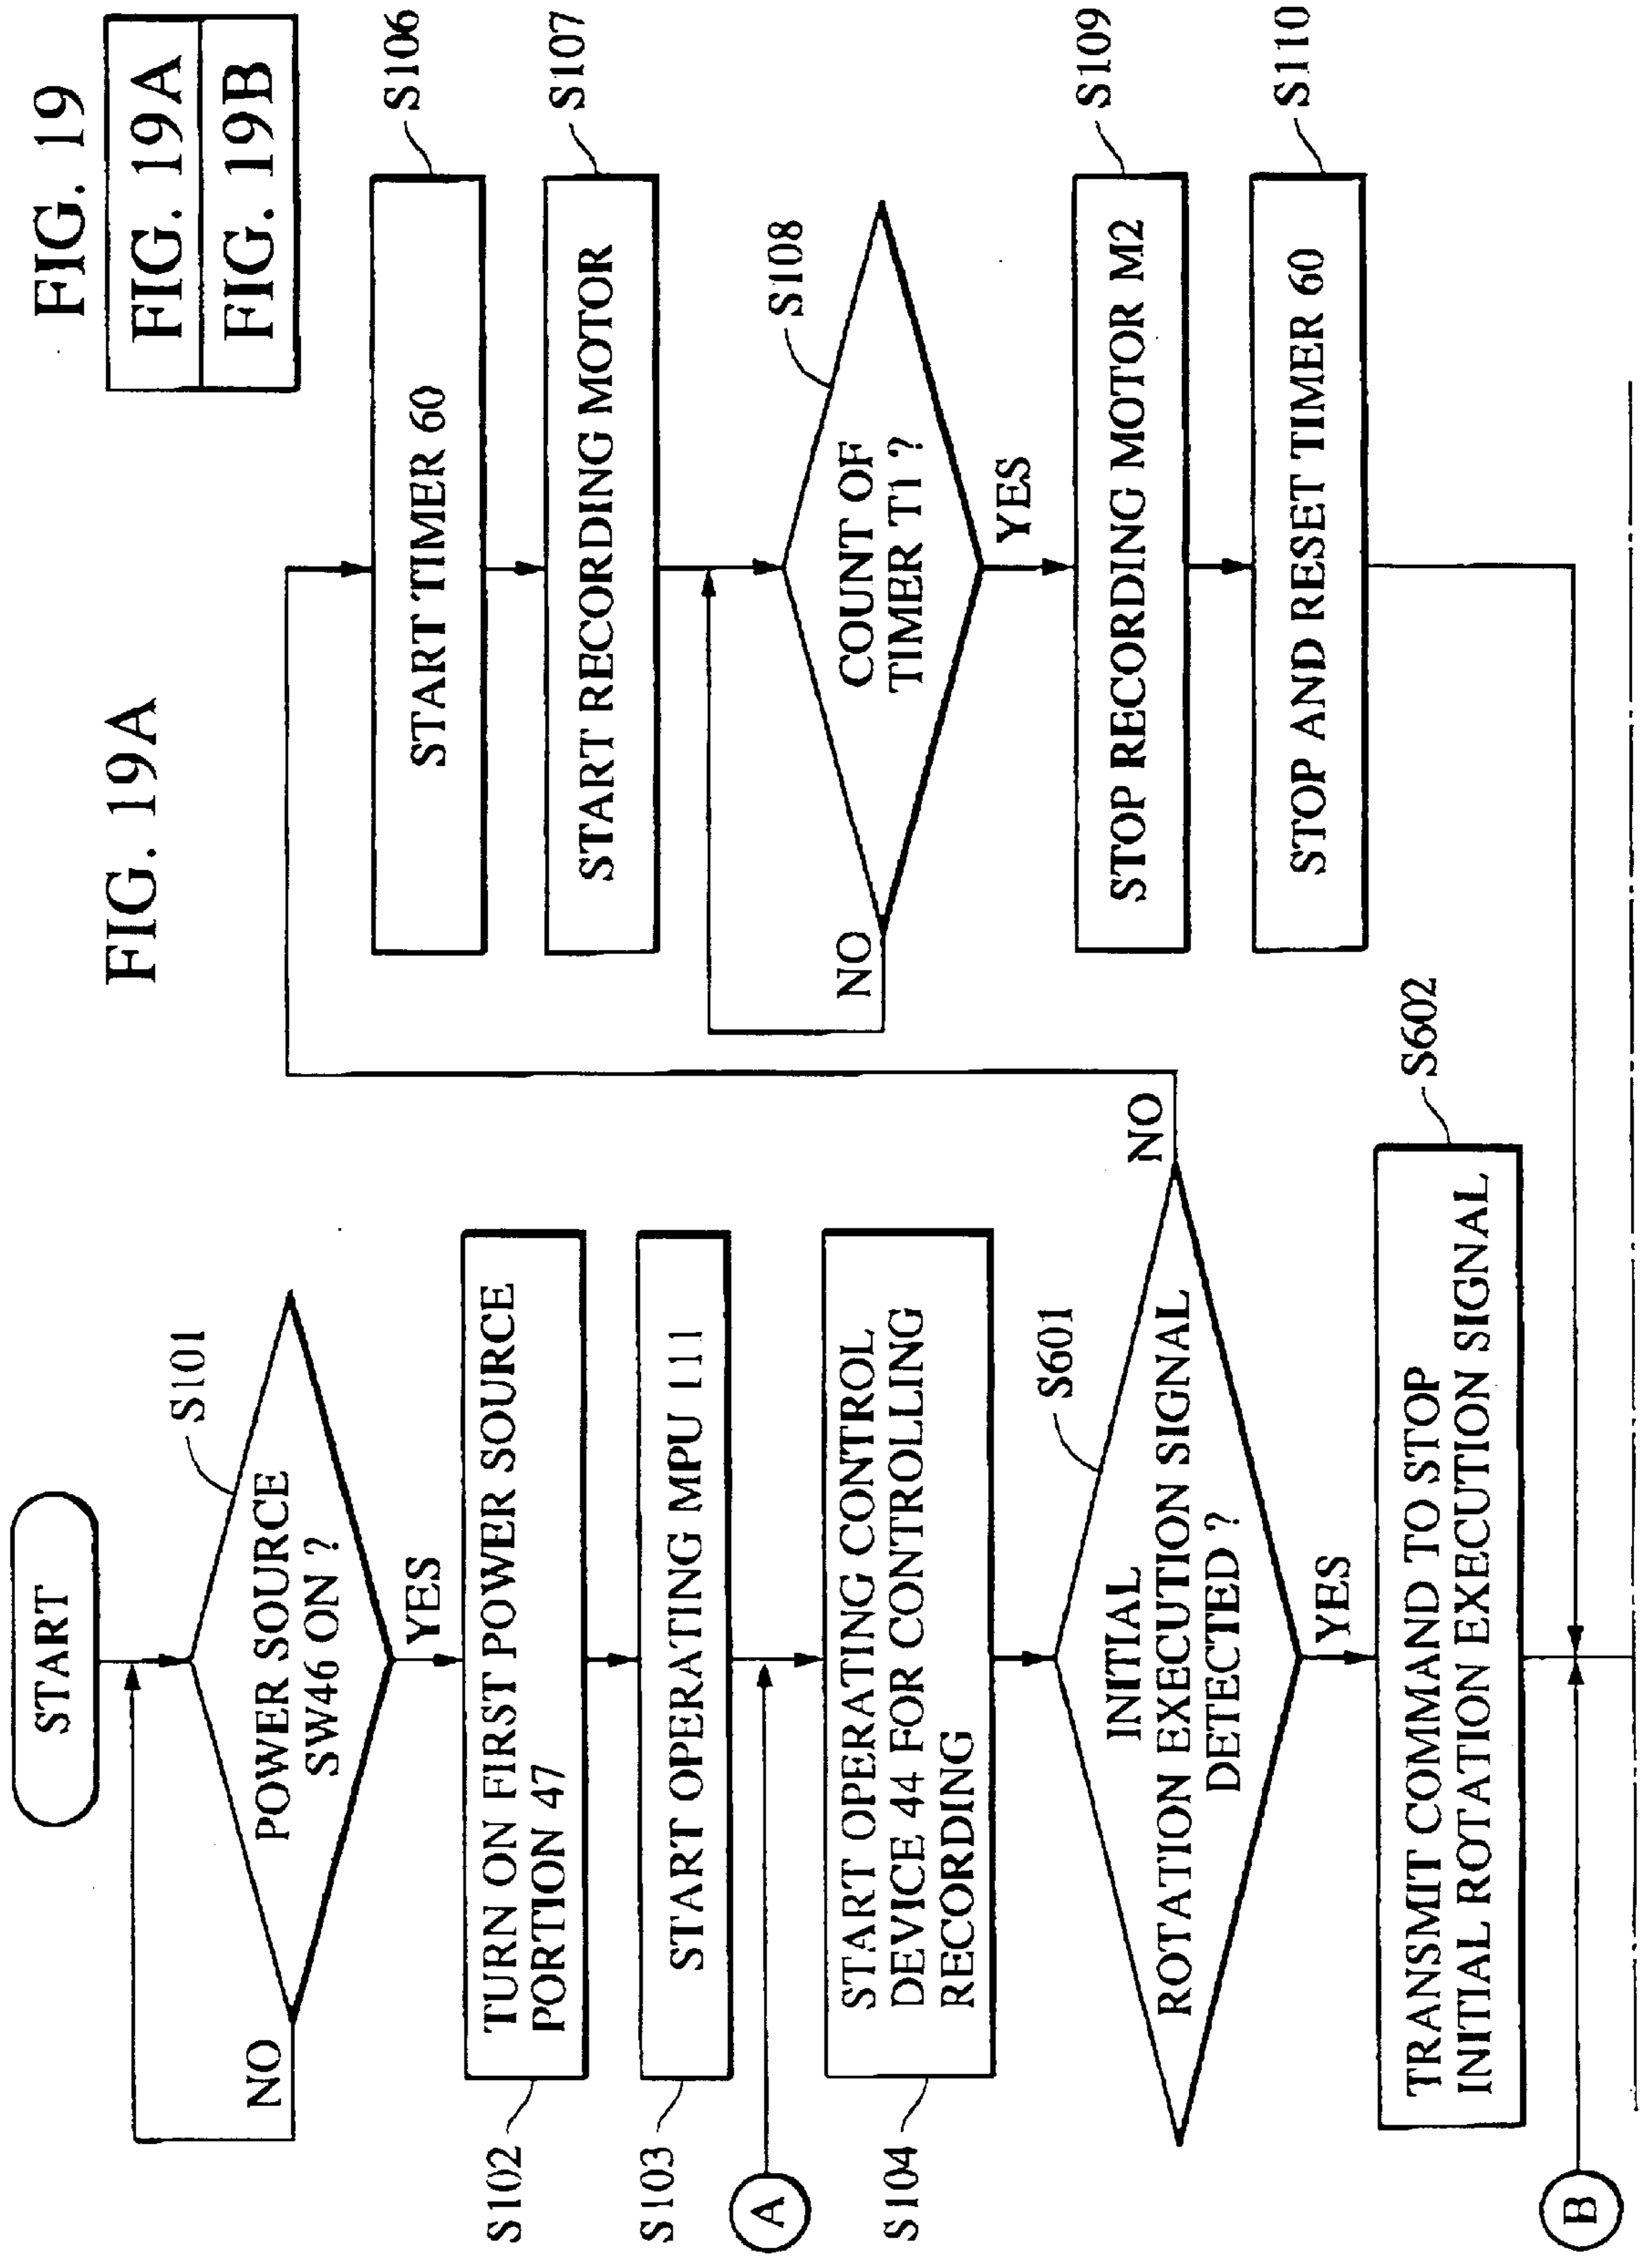 FIG. 19
FIG. 19A
FIG. 19B
FIG. 19A
START
POWER SOURCE
SW46 ON ?
S101
NO
YES
TURN ON FIRST POWER SOURCE
PORTION 47
S102
START OPERATING MPU 111
S103
A
START OPERATING CONTROL
DEVICE 44 FOR CONTROLLING
RECORDING
S104
INITIAL
ROTATION EXECUTION SIGNAL
DETECTED ?
S601
NO
YES
TRANSMIT COMMAND TO STOP
INITIAL ROTATION EXECUTION SIGNAL
S602
B
START TIMER 60
S106
START RECORDING MOTOR
S107
COUNT OF
TIMER T1 ?
S108
NO
YES
STOP RECORDING MOTOR M2
S109
STOP AND RESET TIMER 60
S110